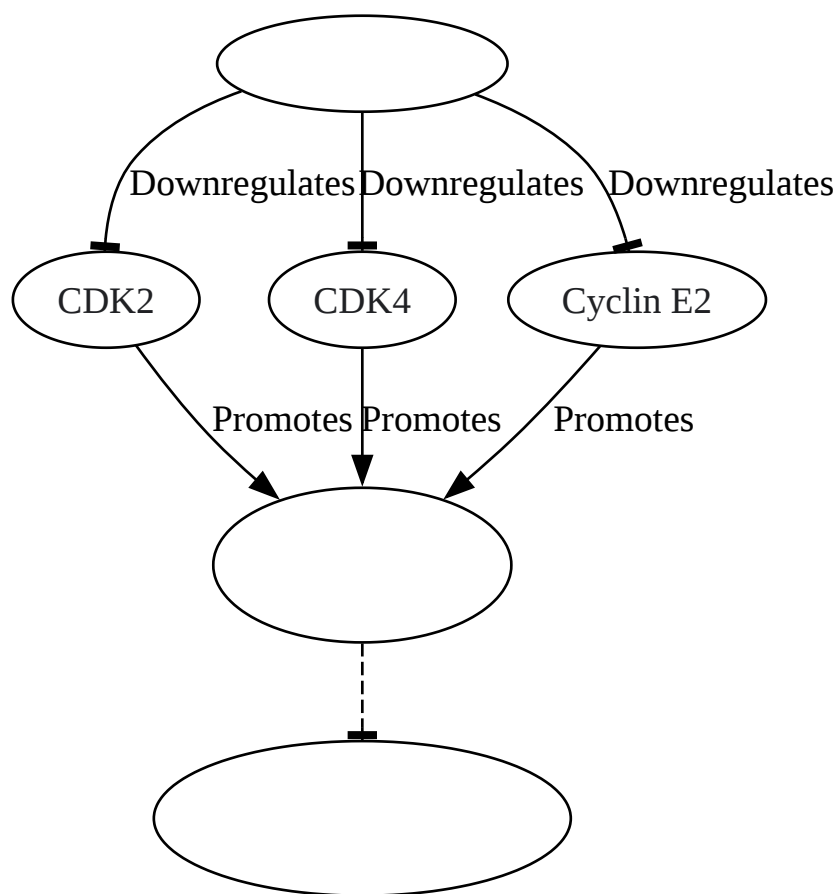 Downregulates Downregulates Downregulates
CDK2 CDK4 Cyclin E2
Promotes Promotes Promotes